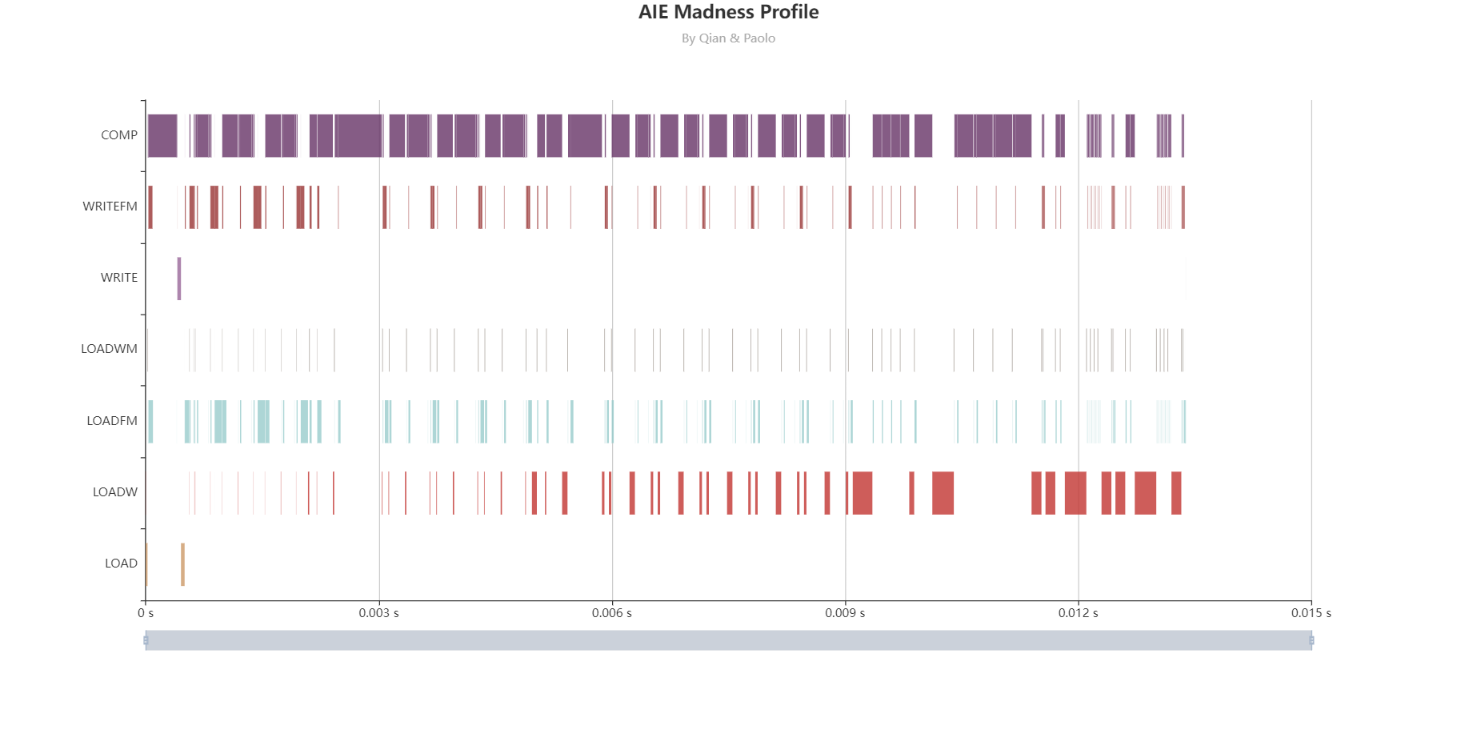 AIE Madness Profile
By Qian & Paolo
COMP
WRITEFM
WRITE
LOADWM
LOADFM
LOADW
LOAD
0 s
0.003 s
0.006 s
0.009 s
0.012 s
0.015 s